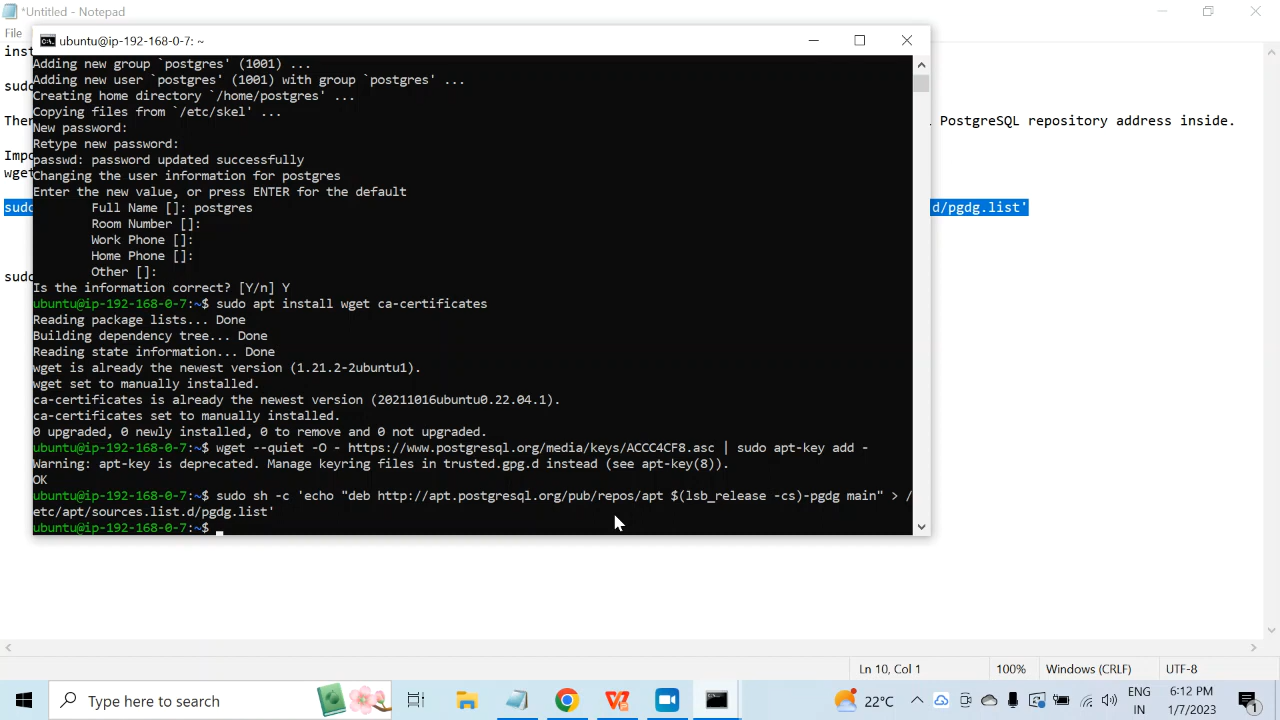 *Untitled - Notepad
File
ubuntu@ip-192-168-0-7: ~
inst
sudo
Ther
PostgreSQL repository address inside.
Impo
wget
sudo
d/pgdg.list'
sudo
Adding new group `postgres' (1001) ...
Adding new user `postgres' (1001) with group `postgres' ...
Creating home directory `/home/postgres' ...
Copying files from `/etc/skel' ...
New password:
Retype new password:
passwd: password updated successfully
Changing the user information for postgres
Enter the new value, or press ENTER for the default
Full Name []: postgres
Room Number []:
Work Phone []:
Home Phone []:
Other []:
Is the information correct? [Y/n] Y
ubuntu@ip-192-168-0-7:~$ sudo apt install wget ca-certificates
Reading package lists... Done
Building dependency tree... Done
Reading state information... Done
wget is already the newest version (1.21.2-2ubuntu1).
wget set to manually installed.
ca-certificates is already the newest version (20211016ubuntu0.22.04.1).
ca-certificates set to manually installed.
0 upgraded, 0 newly installed, 0 to remove and 0 not upgraded.
ubuntu@ip-192-168-0-7:~$ wget --quiet -O - https://www.postgresql.org/media/keys/ACCC4CF8.asc | sudo apt-key add -
Warning: apt-key is deprecated. Manage keyring files in trusted.gpg.d instead (see apt-key(8)).
OK
ubuntu@ip-192-168-0-7:~$ sudo sh -c 'echo "deb http://apt.postgresql.org/pub/repos/apt $(lsb_release -cs)-pgdg main" > /
etc/apt/sources.list.d/pgdg.list'
ubuntu@ip-192-168-0-7:~$
Ln 10, Col 1
100%
Windows (CRLF)
UTF-8
Type here to search
22°C
ENG
IN
6:12 PM
1/7/2023
1